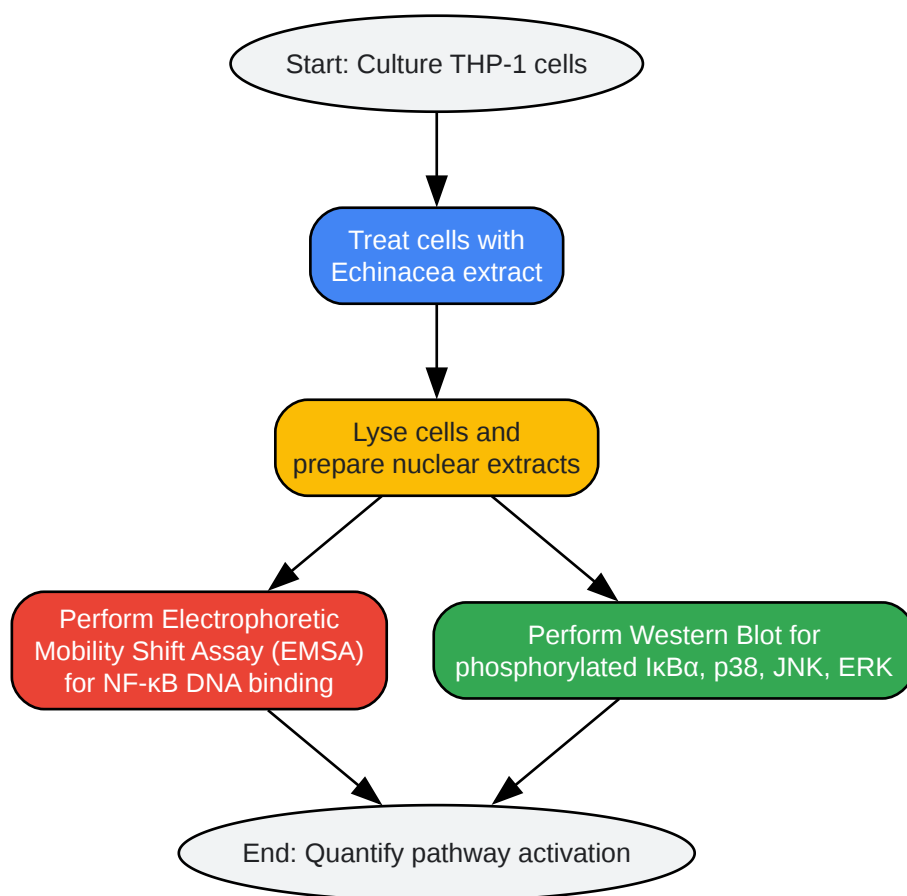 Start: Culture THP-1 cells
Treat cells with
Echinacea extract
Lyse cells and
prepare nuclear extracts
Perform Electrophoretic
Mobility Shift Assay (EMSA)
for NF-κB DNA binding
Perform Western Blot for
phosphorylated IκBα, p38, JNK, ERK
End: Quantify pathway activation